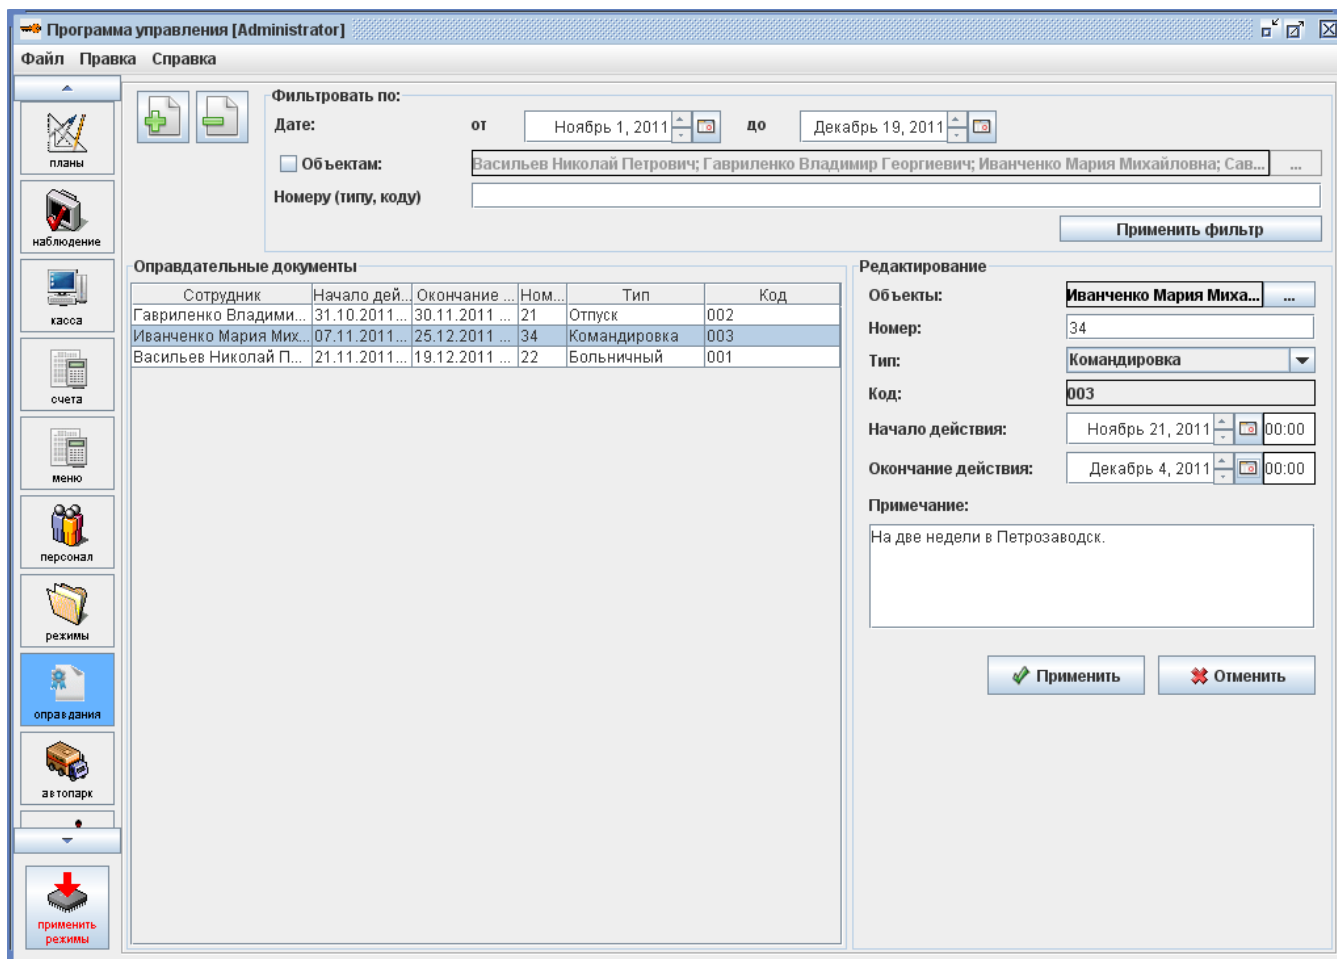 Программа управления [Administrator]
Файл Правка Справка
планы
наблюдение
касса
счета
меню
персонал
режимы
оправдания
автопарк
применить
режимы
Фильтровать по:
Дате: от Ноябрь 1, 2011 до Декабрь 19, 2011
Объектам: Васильев Николай Петрович; Гавриленко Владимир Георгиевич; Иванченко Мария Михайловна; Сав... ...
Номеру (типу, коду)
Применить фильтр
Оправдательные документы
Сотрудник Начало дей... Окончание ... Ном... Тип Код
Гавриленко Владими... 31.10.2011... 30.11.2011 ... 21 Отпуск 002
Иванченко Мария Мих... 07.11.2011... 25.12.2011 ... 34 Командировка 003
Васильев Николай П... 21.11.2011... 19.12.2011 ... 22 Больничный 001
Редактирование
Объекты: Иванченко Мария Миха... ...
Номер: 34
Тип: Командировка
Код: 003
Начало действия: Ноябрь 21, 2011 00:00
Окончание действия: Декабрь 4, 2011 00:00
Примечание:
На две недели в Петрозаводск.
Применить Отменить